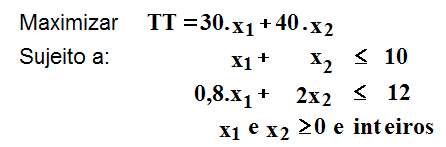 Maximizar TT = 30.x1 + 40.x2
Sujeito a: x1 + x2 ≤ 10
0,8.x1 + 2x2 ≤ 12
x1 e x2 ≥ 0 e inteiros